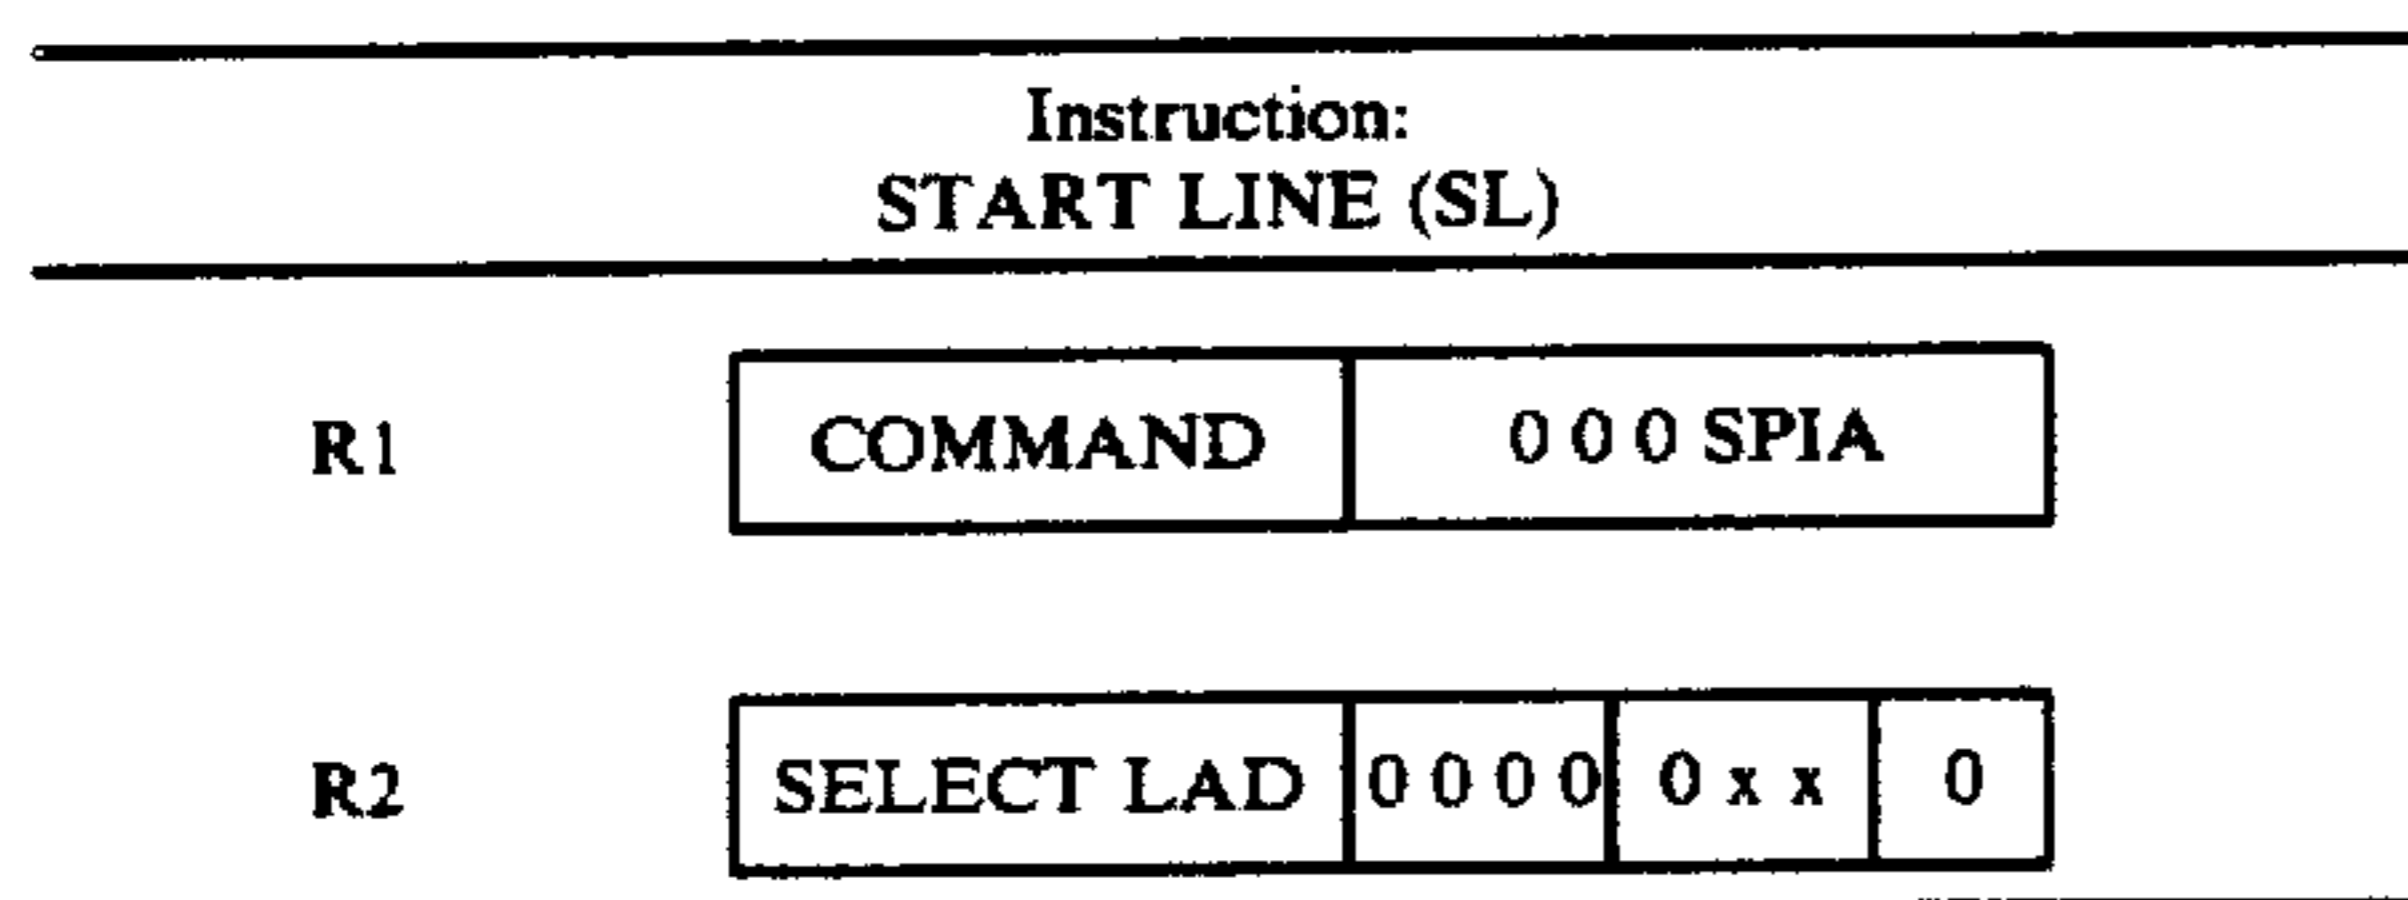 Instruction:
START LINE (SL)
R1 COMMAND 0 0 0 SPIA
R2 SELECT LAD 0 0 0 0 0 x x 0